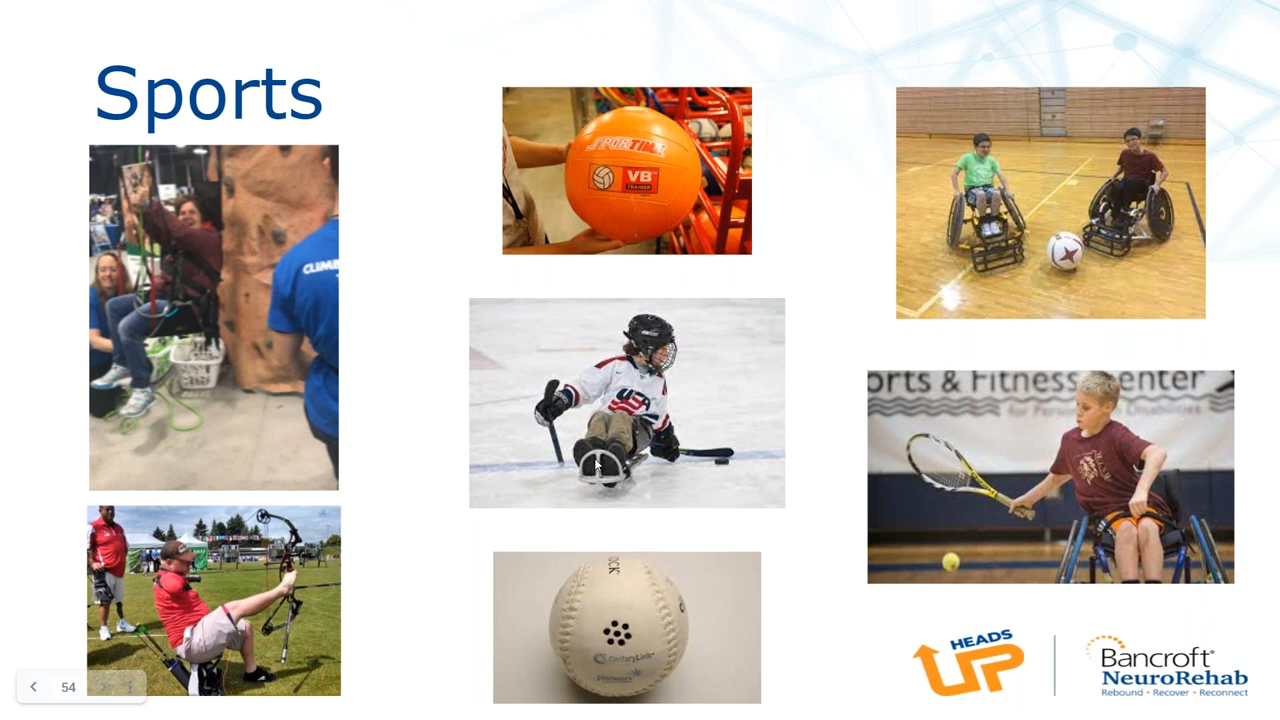 Sports
CLIMB
SPORTIME
VB
TRAINER
USA
orts & Fitness Center
for Persons with Disabilities
CenturyLink
HEADS
UP
Bancroft®
NeuroRehab
Rebound • Recover • Reconnect
54